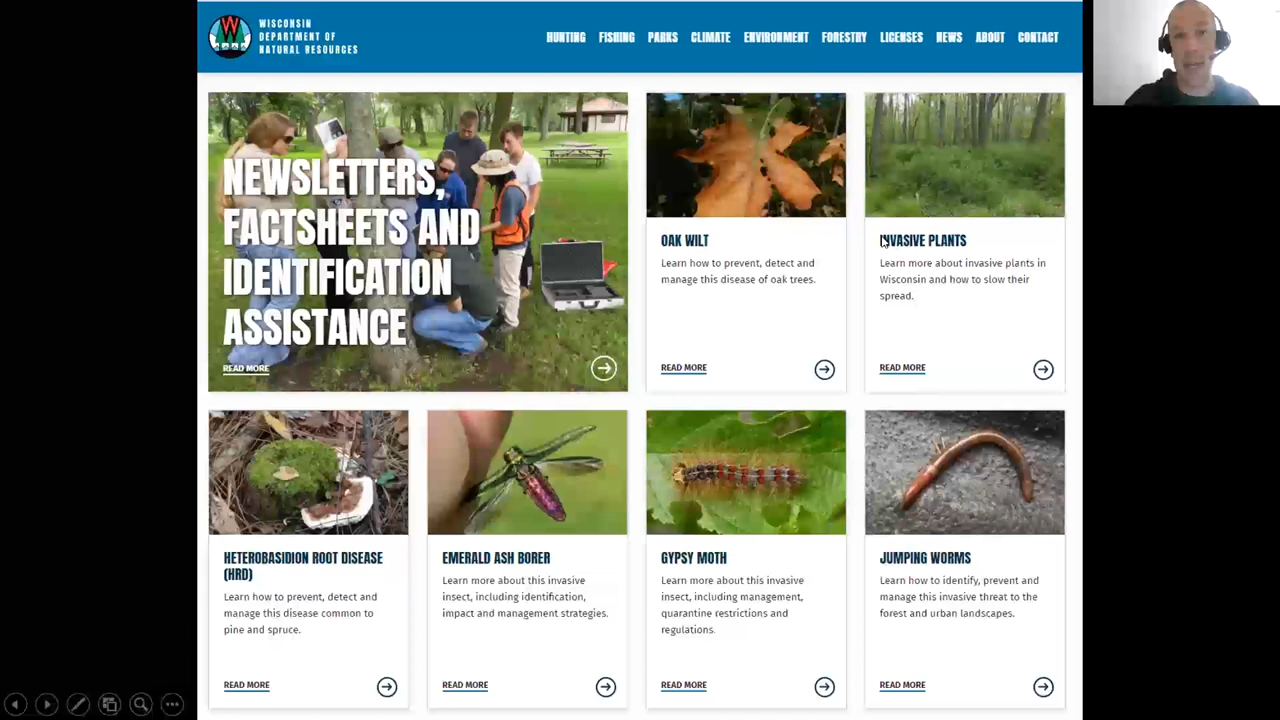 WISCONSIN
DEPARTMENT OF
NATURAL RESOURCES
HUNTING FISHING PARKS CLIMATE ENVIRONMENT FORESTRY LICENSES NEWS ABOUT CONTACT
NEWSLETTERS,
FACTSHEETS AND
IDENTIFICATION
ASSISTANCE
READ MORE
OAK WILT
Learn how to prevent, detect and
manage this disease of oak trees.
READ MORE
INVASIVE PLANTS
Learn more about invasive plants in
Wisconsin and how to slow their
spread.
READ MORE
HETEROBASIDION ROOT DISEASE
(HRD)
Learn how to prevent, detect and
manage this disease common to
pine and spruce.
READ MORE
EMERALD ASH BORER
Learn more about this invasive
insect, including identification,
impact and management strategies.
READ MORE
GYPSY MOTH
Learn more about this invasive
insect, including management,
quarantine restrictions and
regulations.
READ MORE
JUMPING WORMS
Learn how to identify, prevent and
manage this invasive threat to the
forest and urban landscapes.
READ MORE